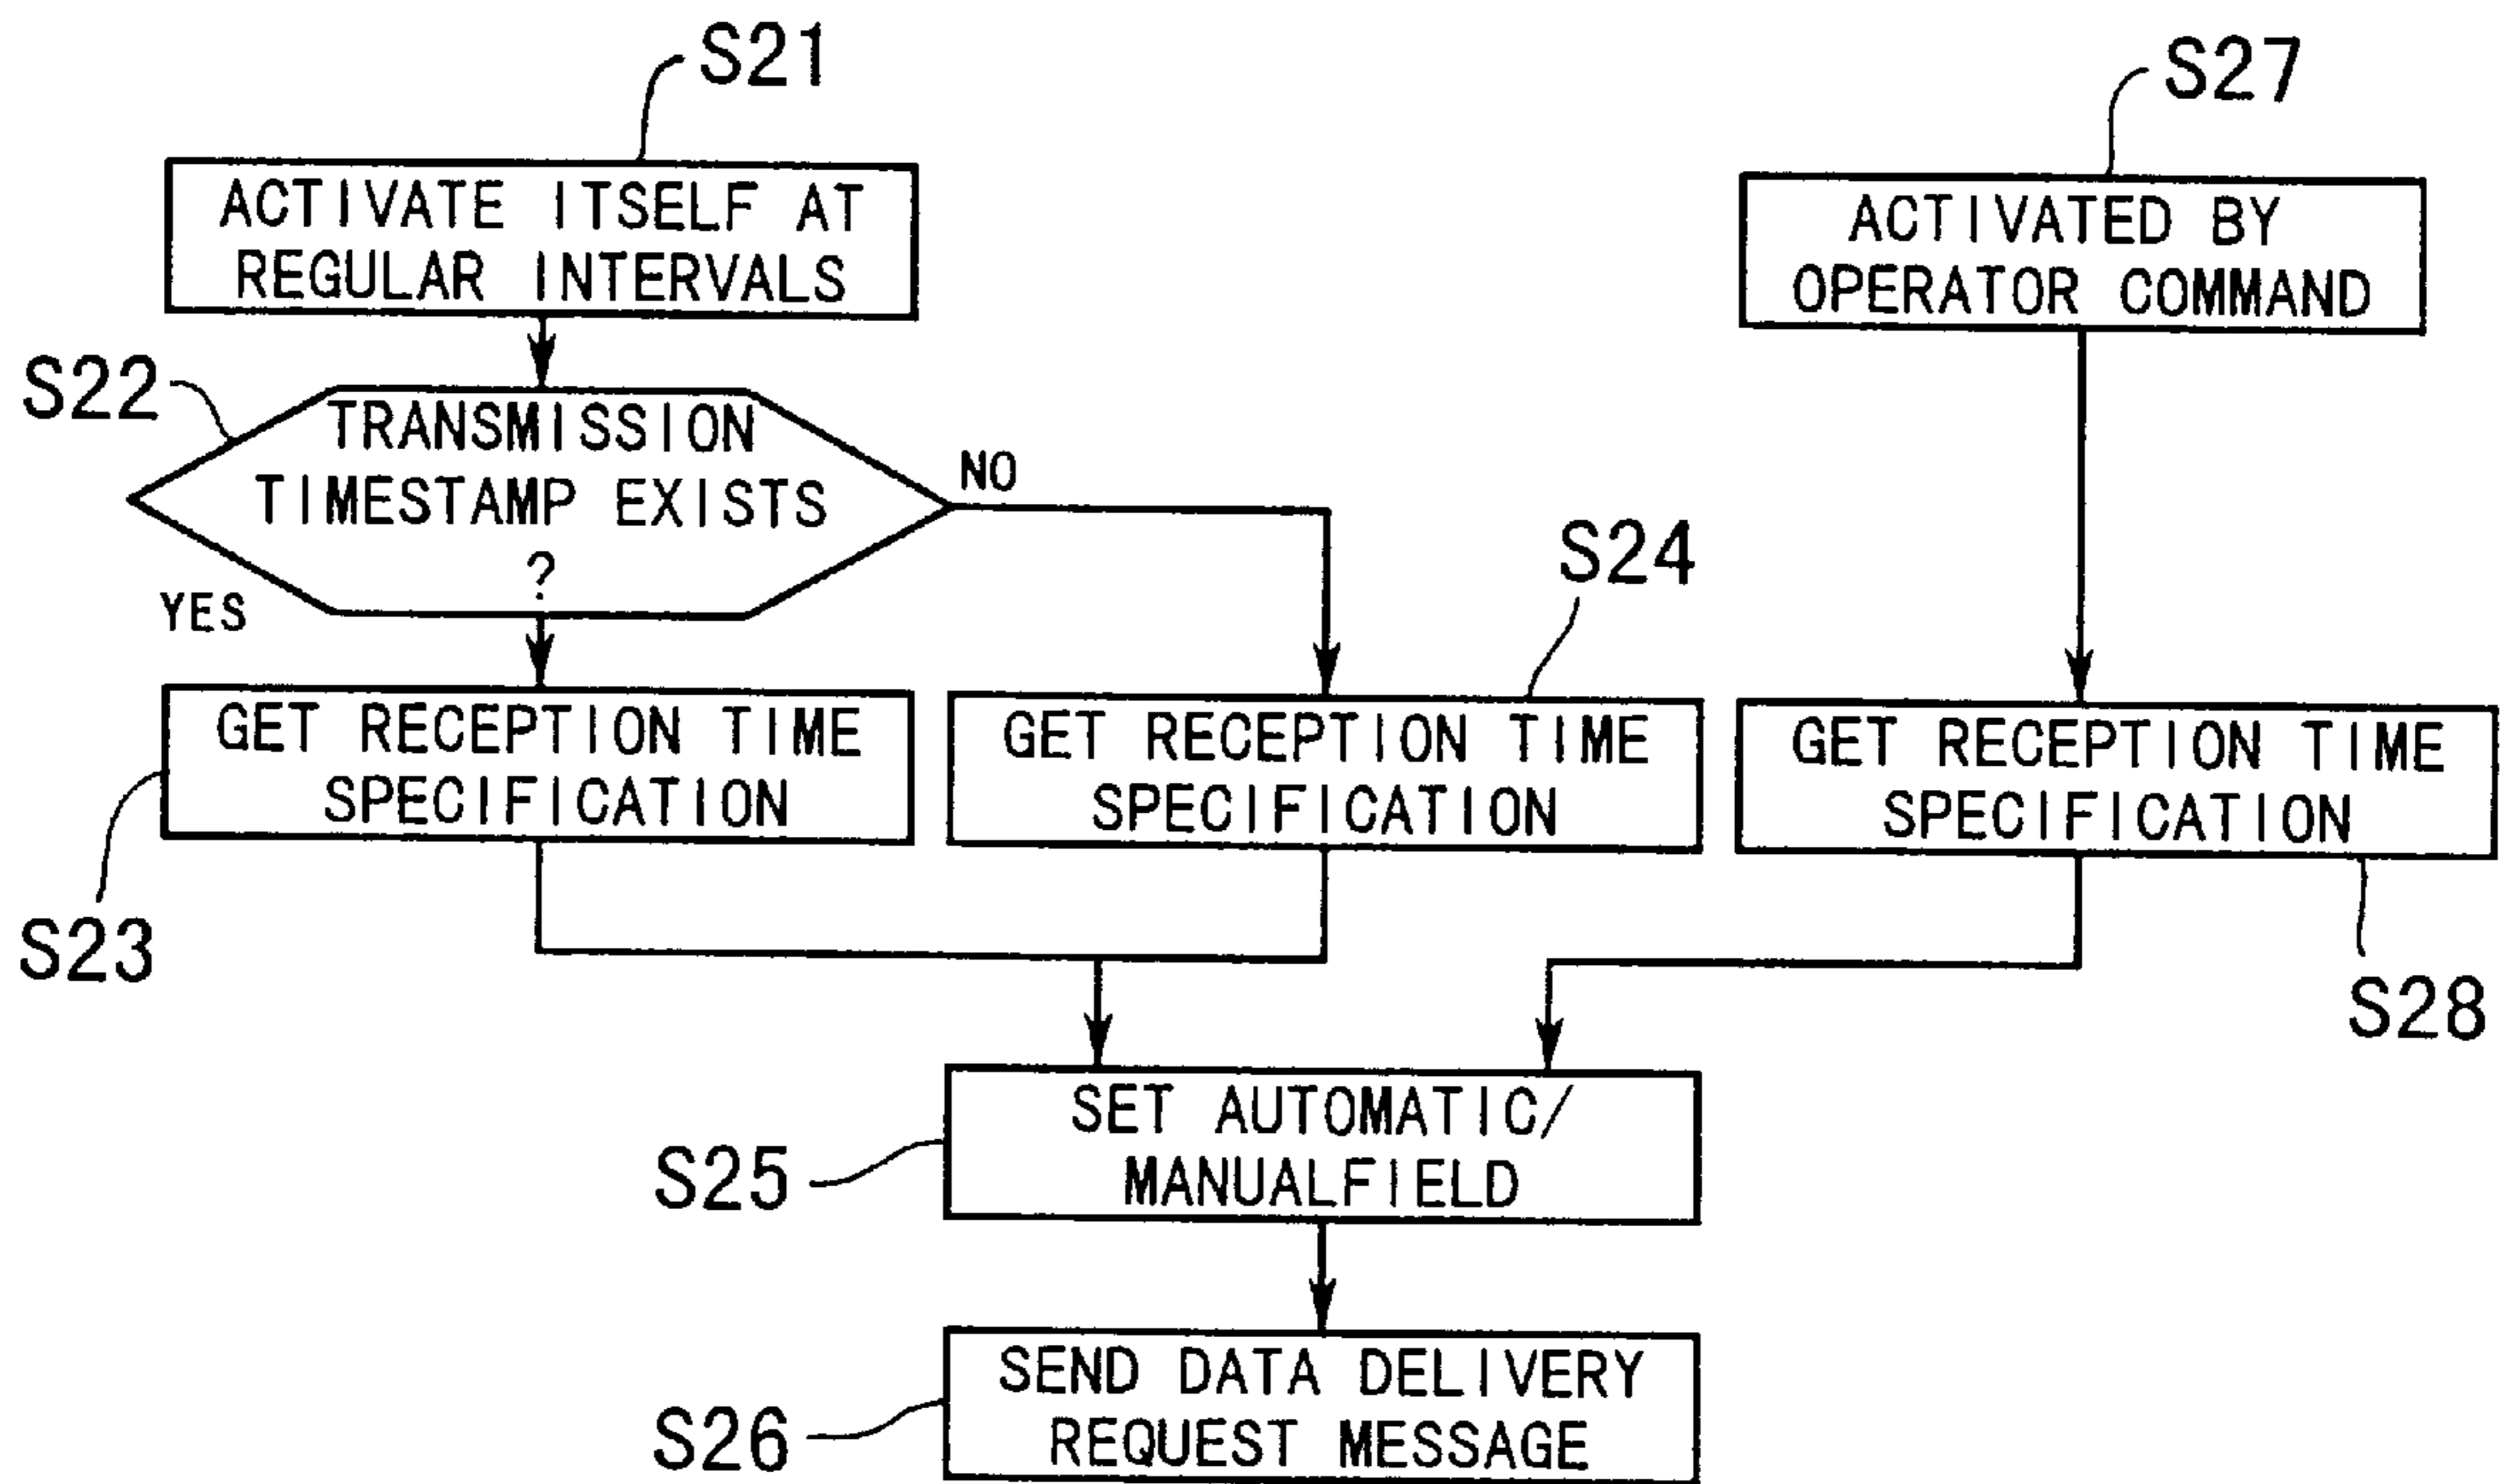 S21
S27
ACTIVATE ITSELF AT
REGULAR INTERVALS
ACTIVATED BY
OPERATOR COMMAND
S22
TRANSMISSION
TIMESTAMP EXISTS
?
NO
YES
S24
GET RECEPTION TIME
SPECIFICATION
GET RECEPTION TIME
SPECIFICATION
GET RECEPTION TIME
SPECIFICATION
S23
S28
SET AUTOMATIC/
MANUALFIELD
S25
SEND DATA DELIVERY
REQUEST MESSAGE
S26